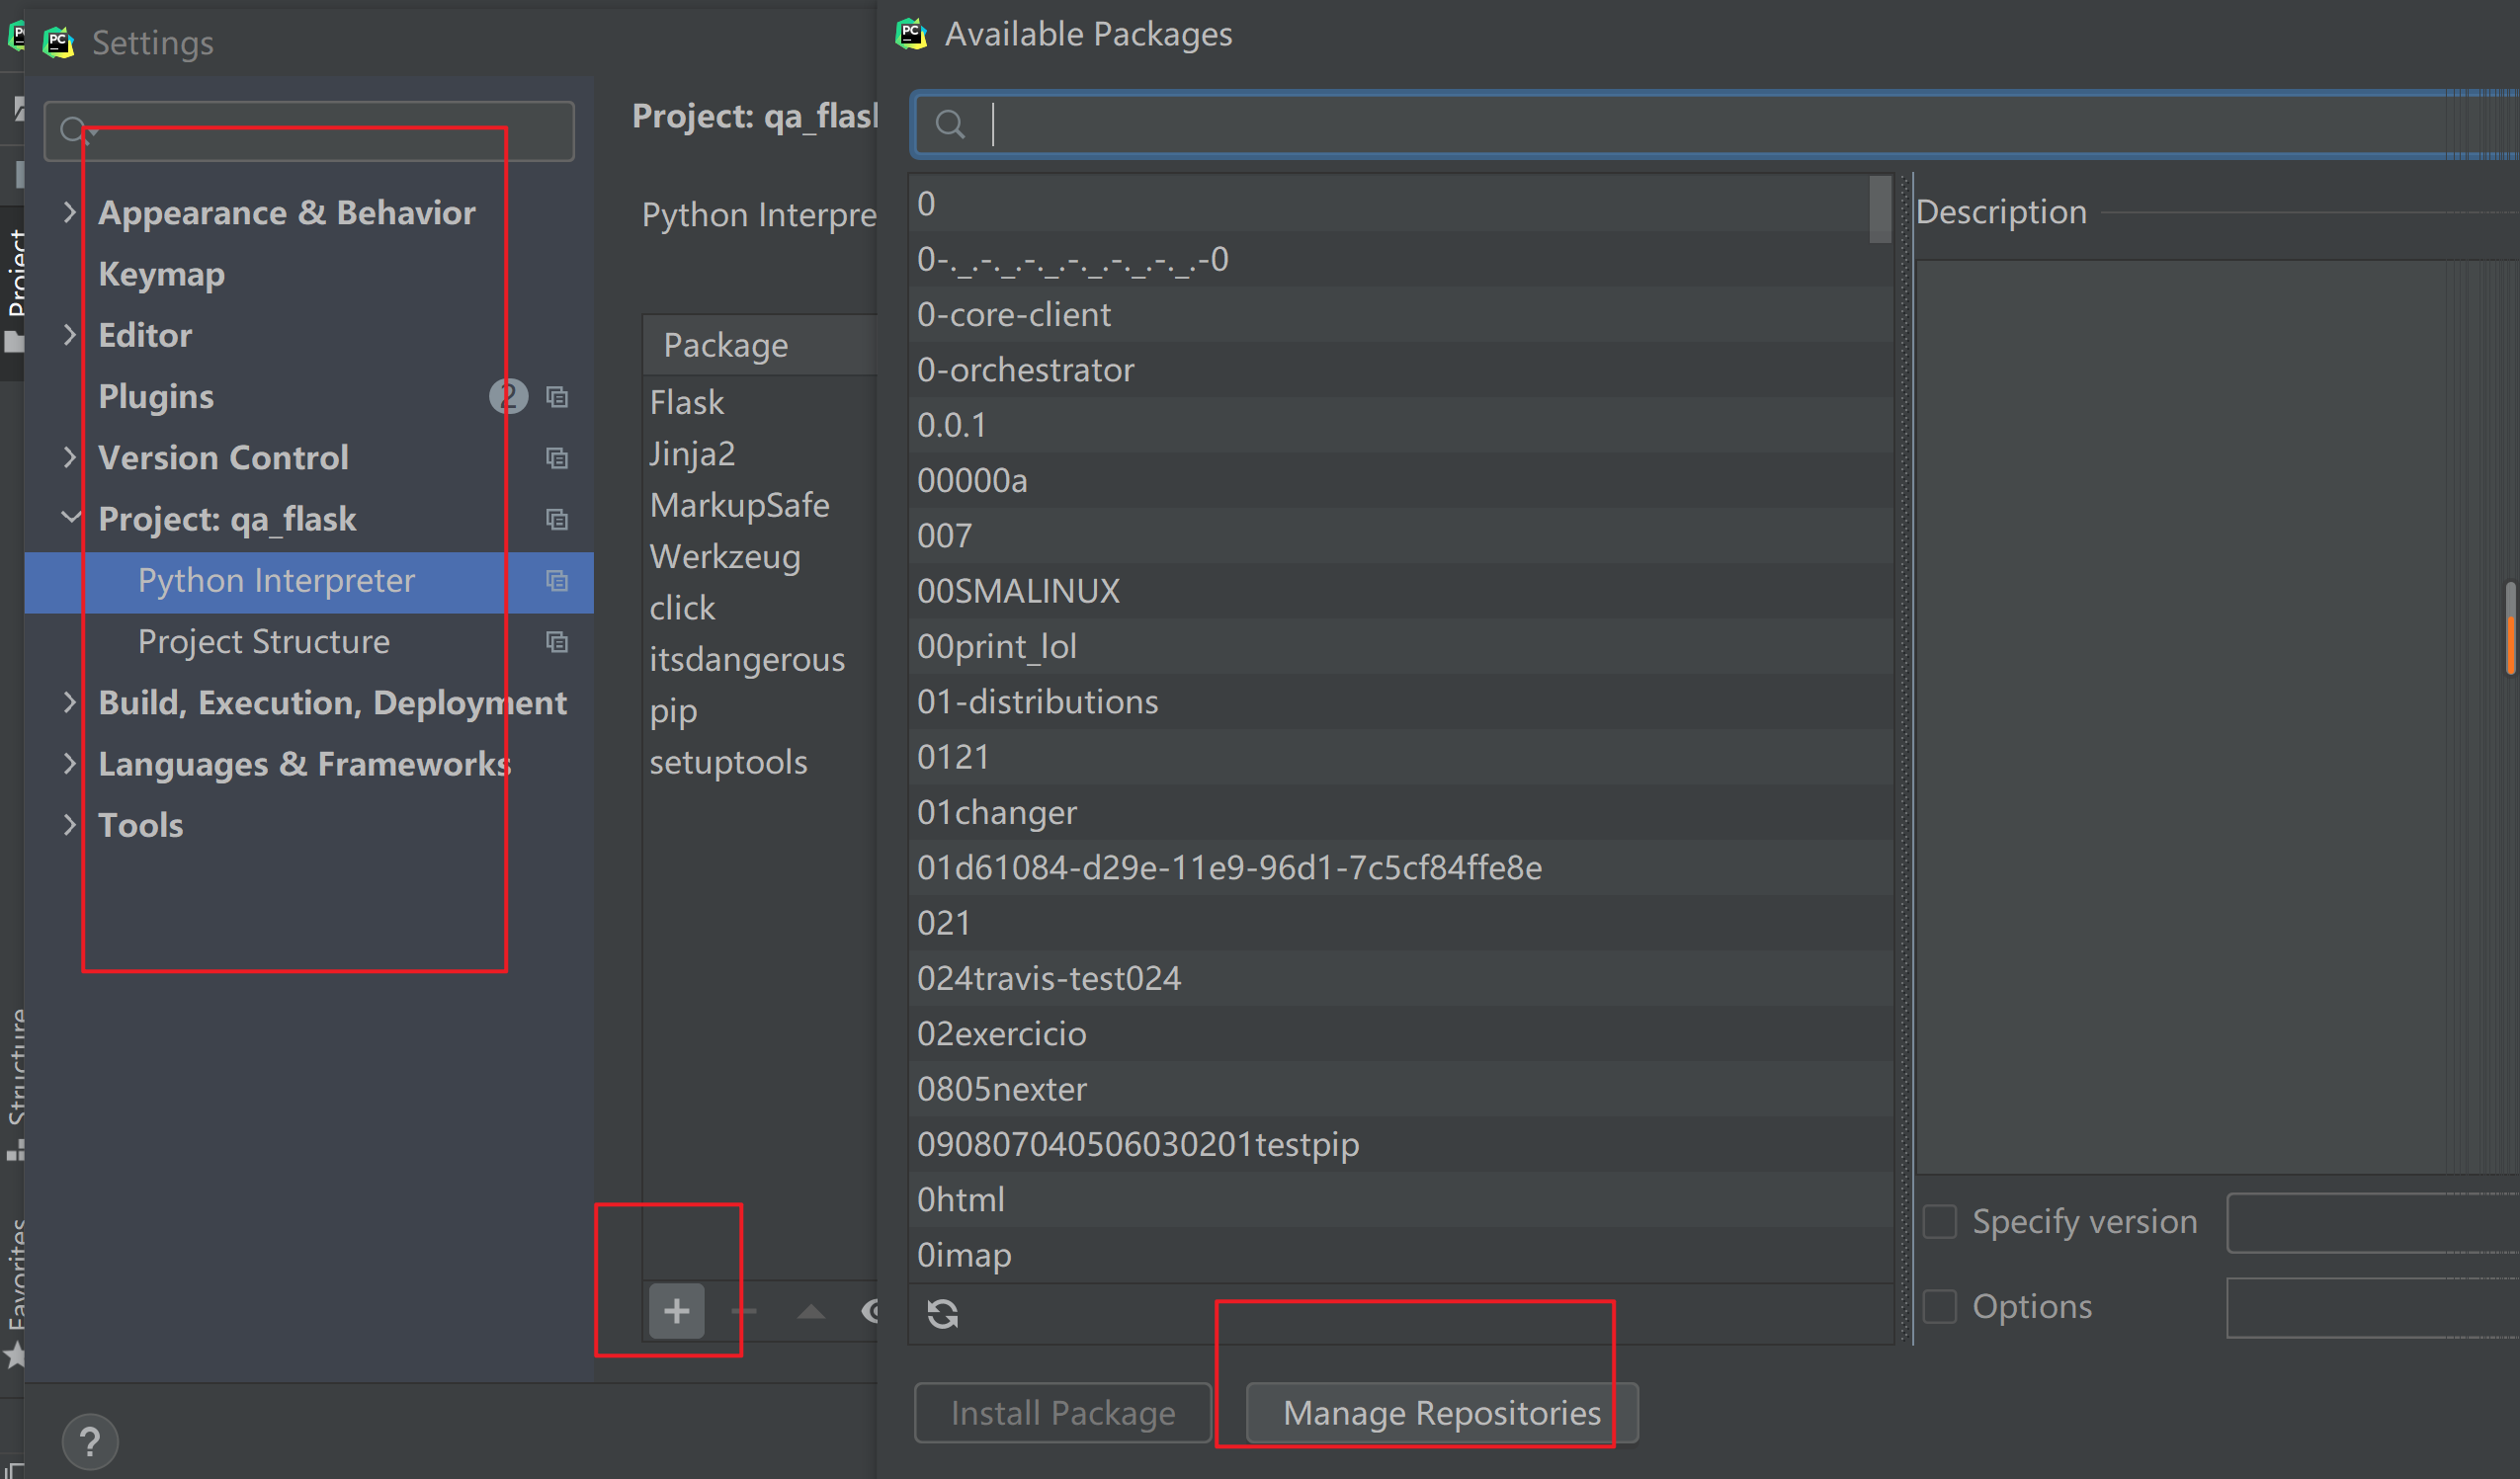 Settings
Appearance & Behavior
Keymap
Editor
Plugins
2
Version Control
Project: qa_flask
Python Interpreter
Project Structure
Build, Execution, Deployment
Languages & Frameworks
Tools
?
Project
Structure
Favorites
Project: qa_flask
Python Interpre
Package
Flask
Jinja2
MarkupSafe
Werkzeug
click
itsdangerous
pip
setuptools
PC Available Packages
0
0-._.-._.-._.-._.-._.-._.-0
0-core-client
0-orchestrator
0.0.1
00000a
007
00SMALINUX
00print_lol
01-distributions
0121
01changer
01d61084-d29e-11e9-96d1-7c5cf84ffe8e
021
024travis-test024
02exercicio
0805nexter
090807040506030201testpip
0html
0imap
Install Package
Manage Repositories
Description
Specify version
Options